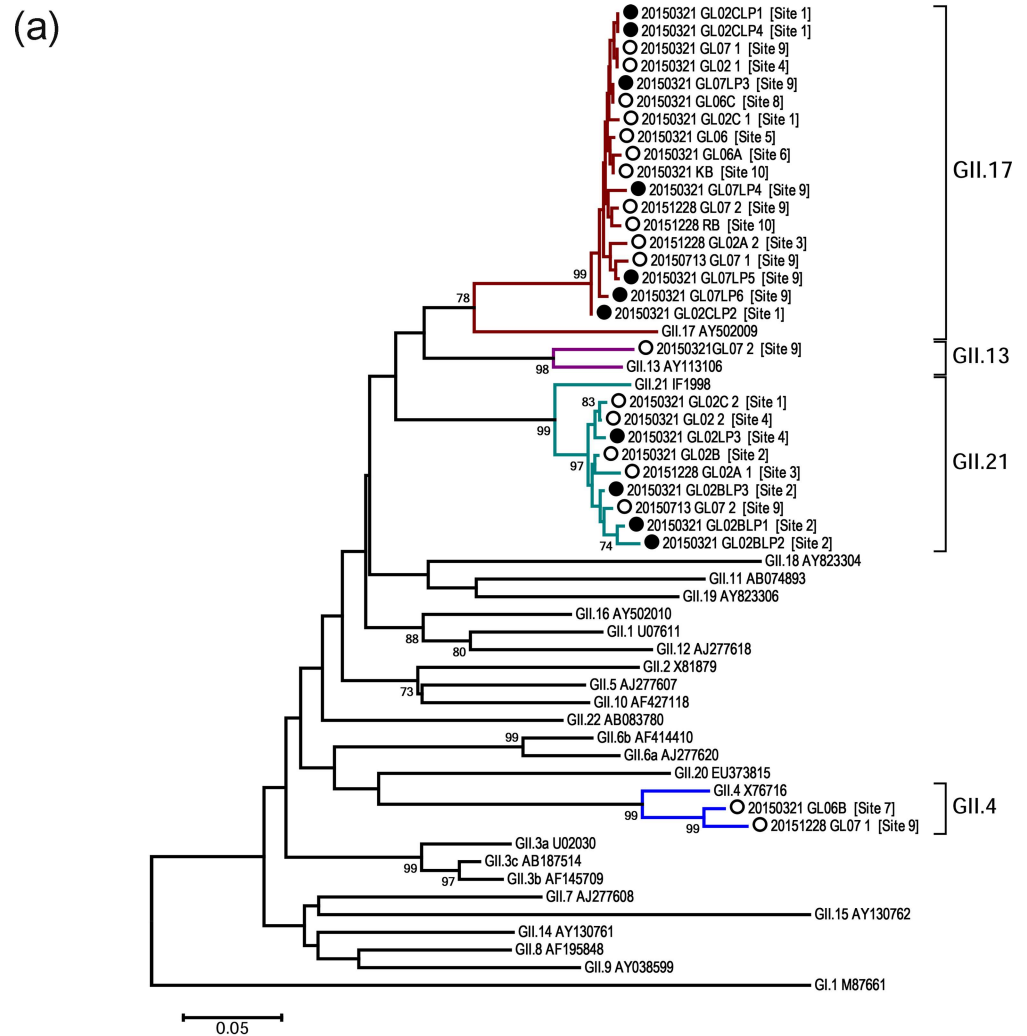 (a)
20150321 GL02CLP1 [Site 1]
20150321 GL02CLP4 [Site 1]
20150321 GL07 1 [Site 9]
20150321 GL02 1 [Site 4]
20150321 GL07LP3 [Site 9]
20150321 GL06C [Site 8]
20150321 GL02C 1 [Site 1]
20150321 GL06 [Site 5]
20150321 GL06A [Site 6]
20150321 KB [Site 10]
GII.17
20150321 GL07LP4 [Site 9]
20151228 GL07 2 [Site 9]
20151228 RB [Site 10]
20151228 GL02A 2 [Site 3]
20150713 GL07 1 [Site 9]
99
20150321 GL07LP5 [Site 9]
78
20150321 GL07LP6 [Site 9]
20150321 GL02CLP2 [Site 1]
GII.17 AY502009
20150321GL07 2 [Site 9]
GII.13
98
GII.13 AY113106
GII.21 IF1998
83
20150321 GL02C 2 [Site 1]
20150321 GL02 2 [Site 4]
99
20150321 GL02LP3 [Site 4]
20150321 GL02B [Site 2]
GII.21
97
20151228 GL02A 1 [Site 3]
20150321 GL02BLP3 [Site 2]
20150713 GL07 2 [Site 9]
20150321 GL02BLP1 [Site 2]
74
20150321 GL02BLP2 [Site 2]
GII.18 AY823304
GII.11 AB074893
GII.19 AY823306
GII.16 AY502010
88
GII.1 U07611
80
GII.12 AJ277618
GII.2 X81879
73
GII.5 AJ277607
GII.10 AF427118
GII.22 AB083780
99
GII.6b AF414410
GII.6a AJ277620
GII.20 EU373815
GII.4 X76716
20150321 GL06B [Site 7]
GII.4
99
99
20151228 GL07 1 [Site 9]
GII.3a U02030
99
GII.3c AB187514
97
GII.3b AF145709
GII.7 AJ277608
GII.15 AY130762
GII.14 AY130761
GII.8 AF195848
GII.9 AY038599
GI.1 M87661
0.05